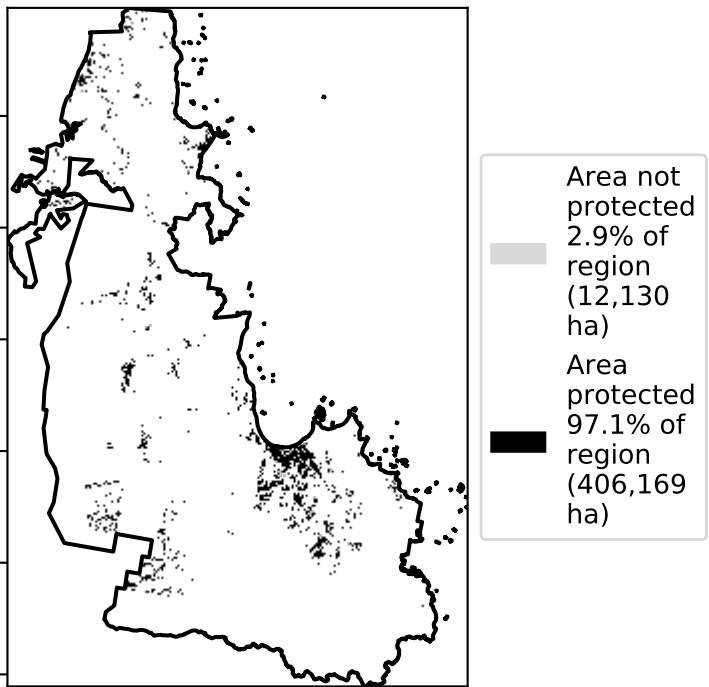 Area not
protected
2.9% of
region
(12,130
ha)
Area
protected
97.1% of
region
(406,169
ha)